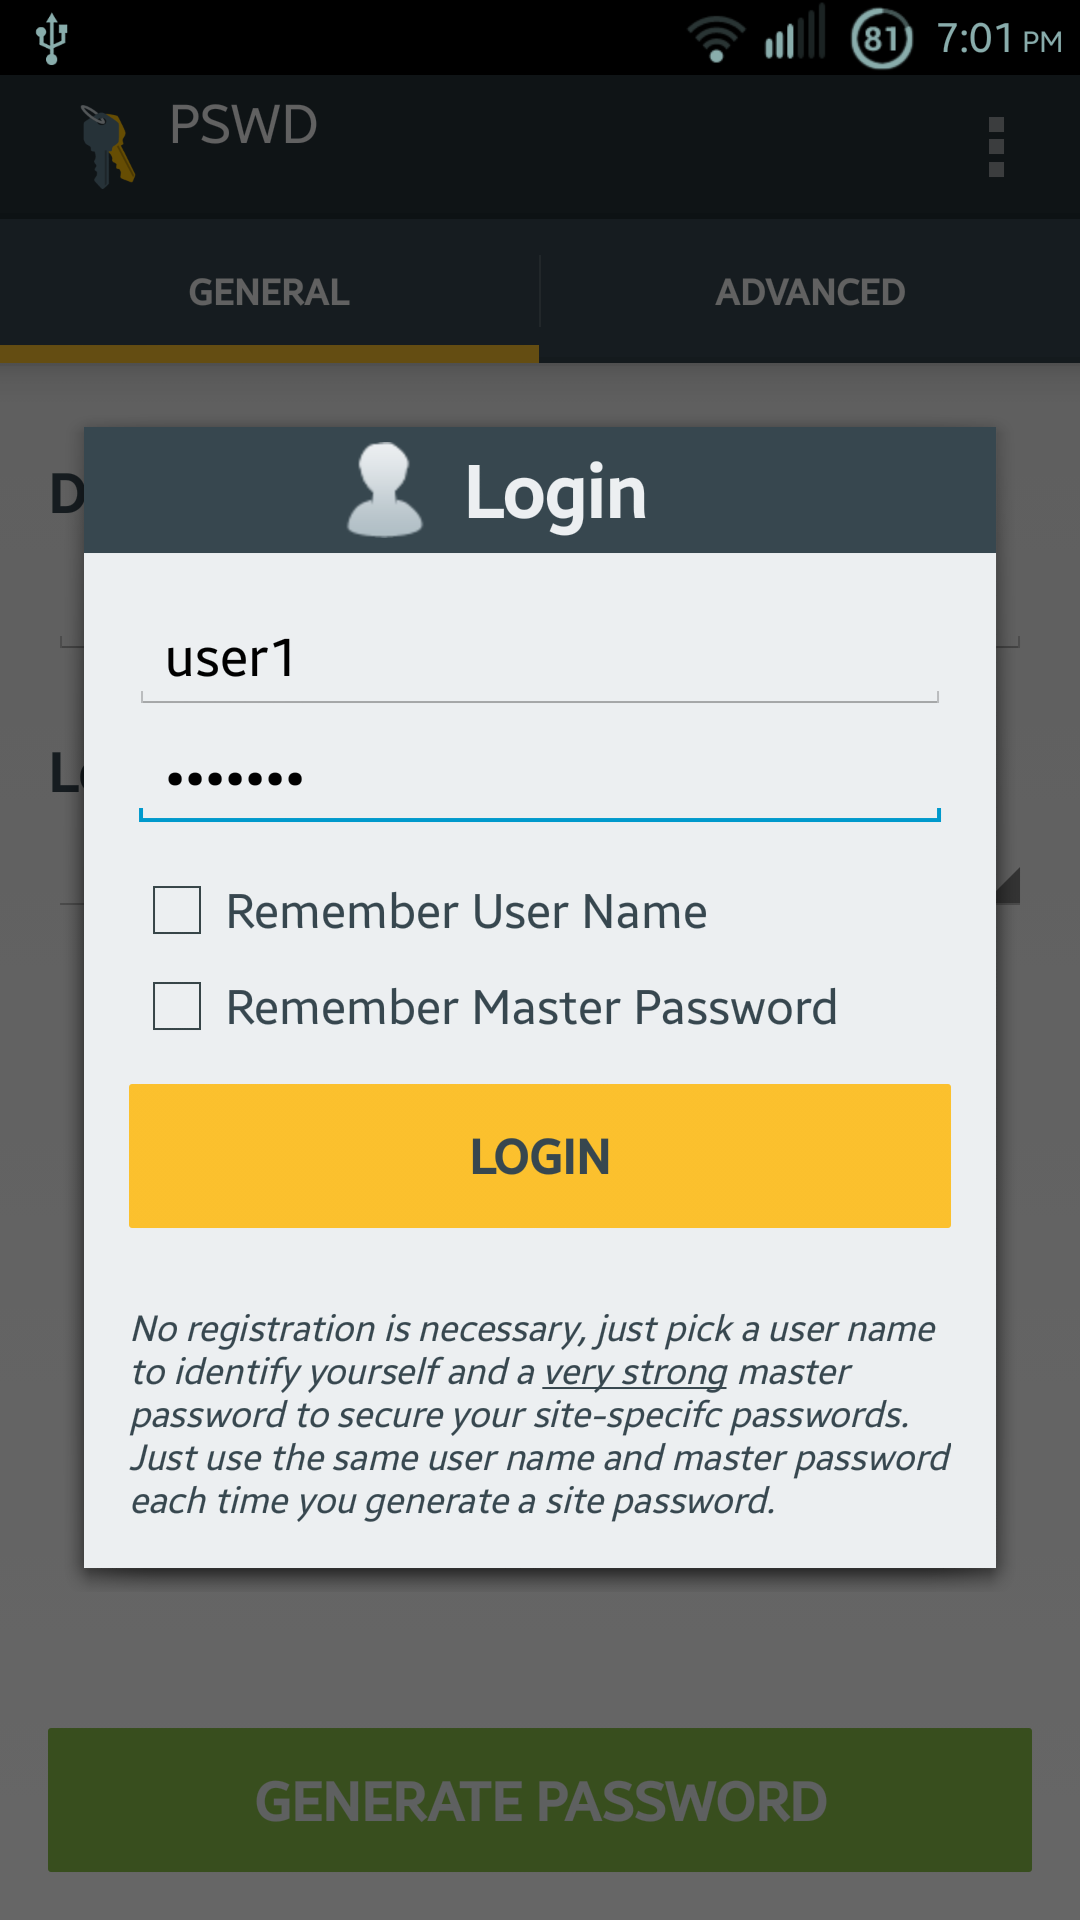 81 7:01 PM
PSWD
GENERAL ADVANCED
D
Login
user1
•••••••
L
Remember User Name
Remember Master Password
LOGIN
No registration is necessary, just pick a user name
to identify yourself and a very strong master
password to secure your site-specifc passwords.
Just use the same user name and master password
each time you generate a site password.
GENERATE PASSWORD